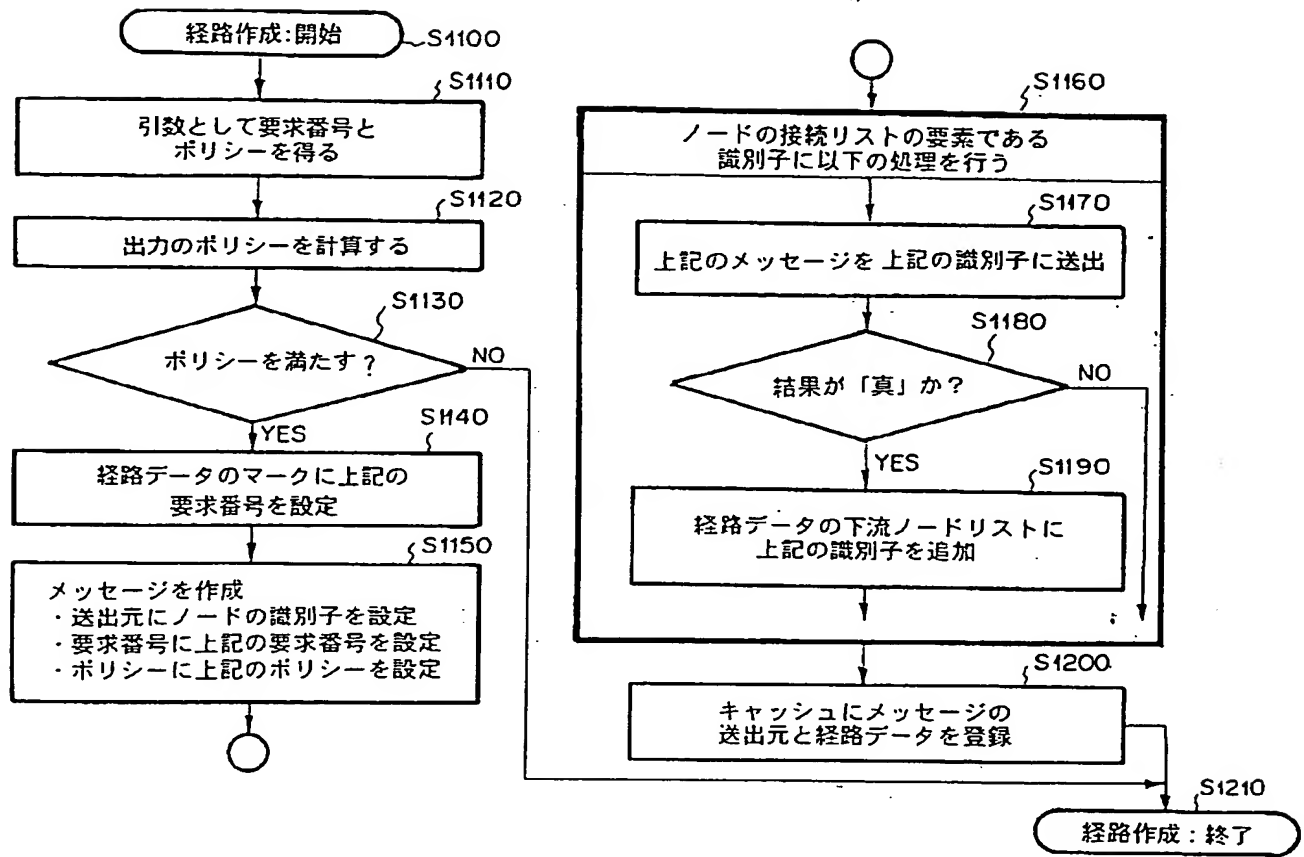 経路作成:開始
S1100
S1110
引数として要求番号と
ポリシーを得る
S1120
出力のポリシーを計算する
S1130
ポリシーを満たす?
NO
YES
S1140
経路データのマークに上記の
要求番号を設定
S1150
メッセージを作成
・送出元にノードの識別子を設定
・要求番号に上記の要求番号を設定
・ポリシーに上記のポリシーを設定
S1160
ノードの接続リストの要素である
識別子に以下の処理を行う
S1170
上記のメッセージを上記の識別子に送出
S1180
結果が「真」か?
NO
YES
S1190
経路データの下流ノードリストに
上記の識別子を追加
S1200
キャッシュにメッセージの
送出元と経路データを登録
S1210
経路作成:終了